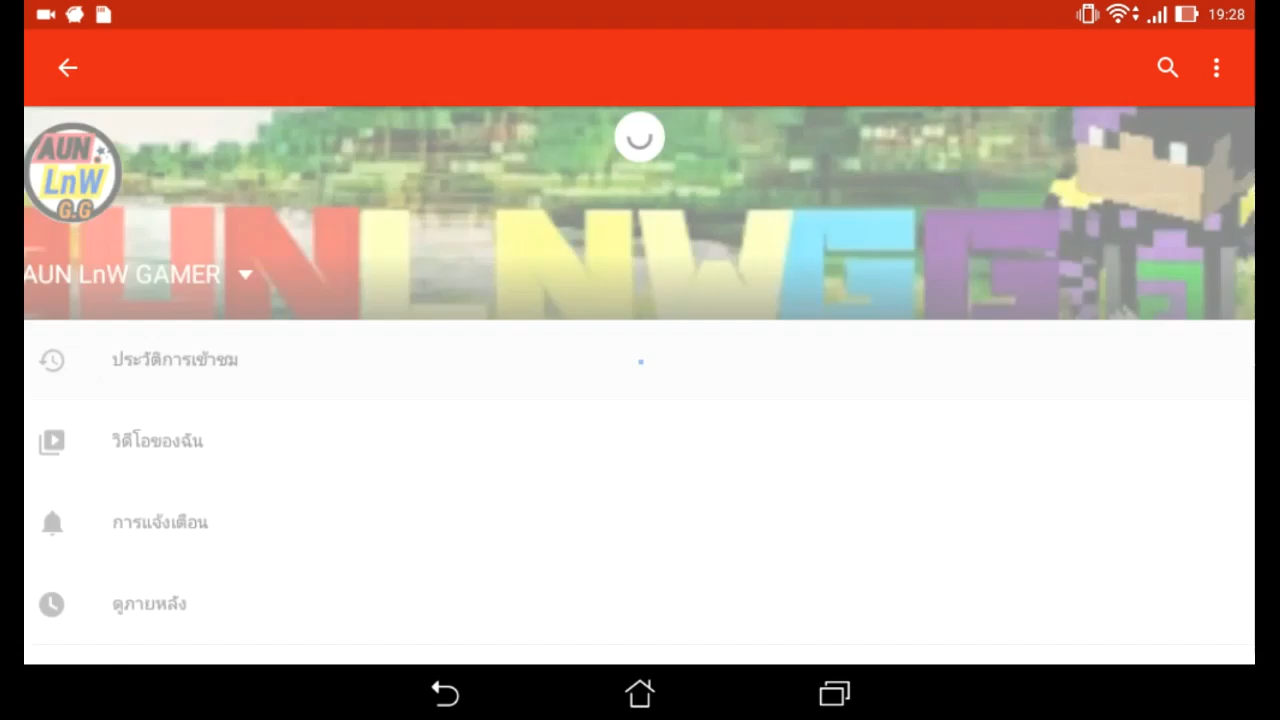 19:28
AUN
LnW
G.G
AUNLNWGG
AUN LnW GAMER
ประวัติการเข้าชม
วิดีโอของฉัน
การแจ้งเตือน
ดูภายหลัง